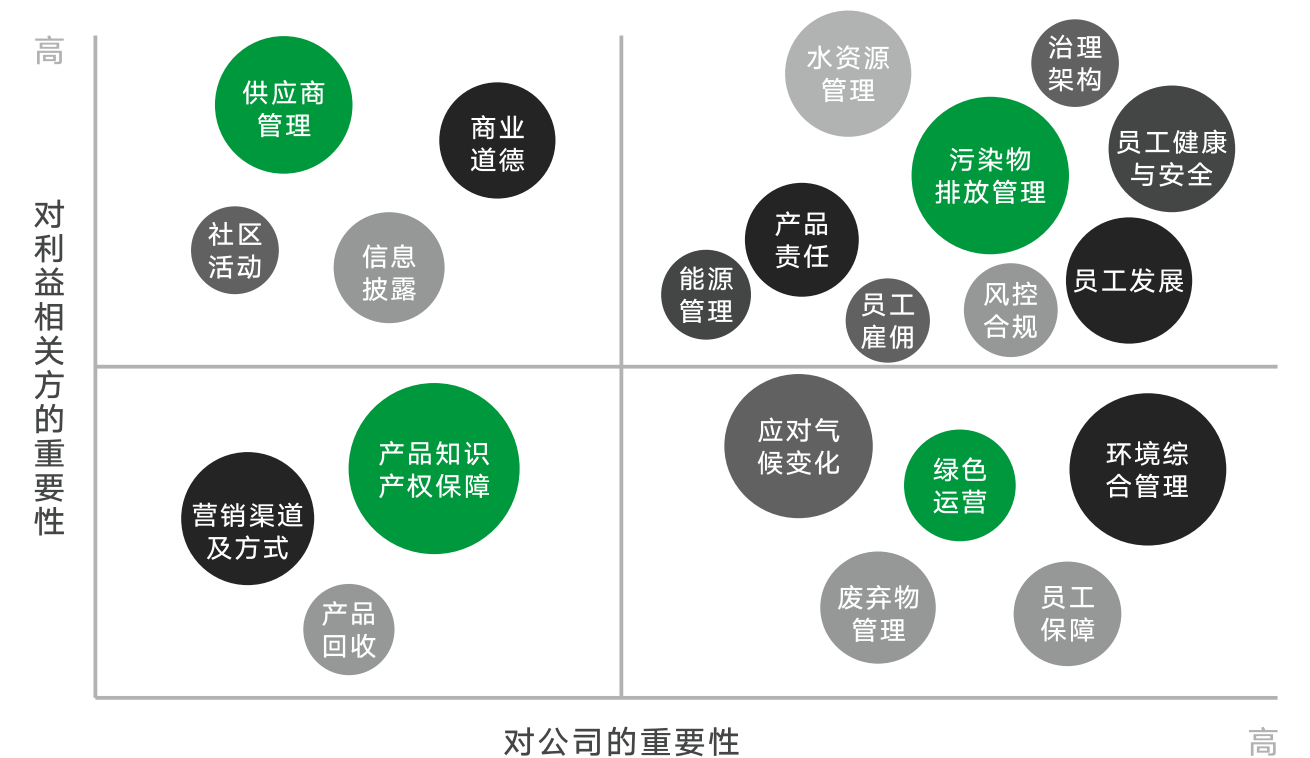 高
对利益相关方的重要性
供应商
管理
商业
道德
社区
活动
信息
披露
水资源
管理
治理
架构
污染物
排放管理
员工健康
与安全
产品
责任
能源
管理
员工
雇佣
风控
合规
员工发展
产品知识
产权保障
营销渠道
及方式
产品
回收
应对气
候变化
绿色
运营
环境综
合管理
废弃物
管理
员工
保障
对公司的重要性
高